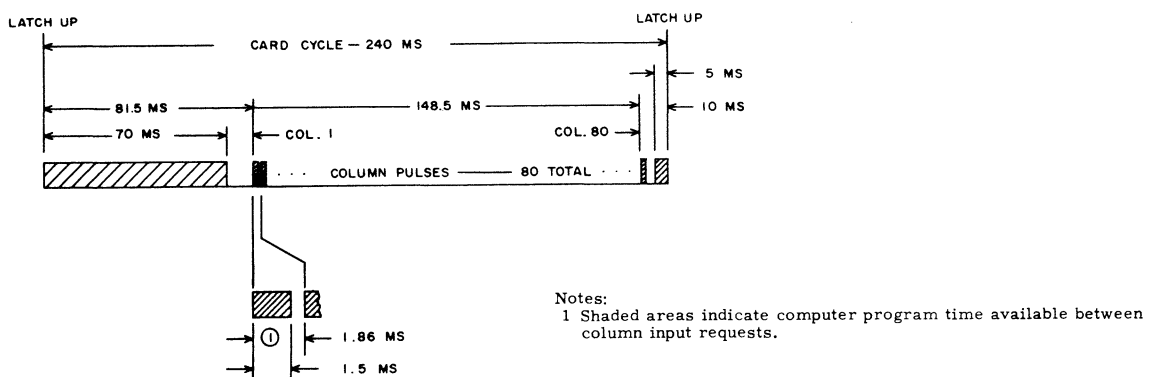 LATCH UP
LATCH UP
CARD CYCLE — 240 MS
5 MS
81.5 MS
148.5 MS
10 MS
70 MS
COL. 1
COL. 80
· · · COLUMN PULSES — 80 TOTAL · · ·
1
1.86 MS
1.5 MS
Notes:
1 Shaded areas indicate computer program time available between
column input requests.